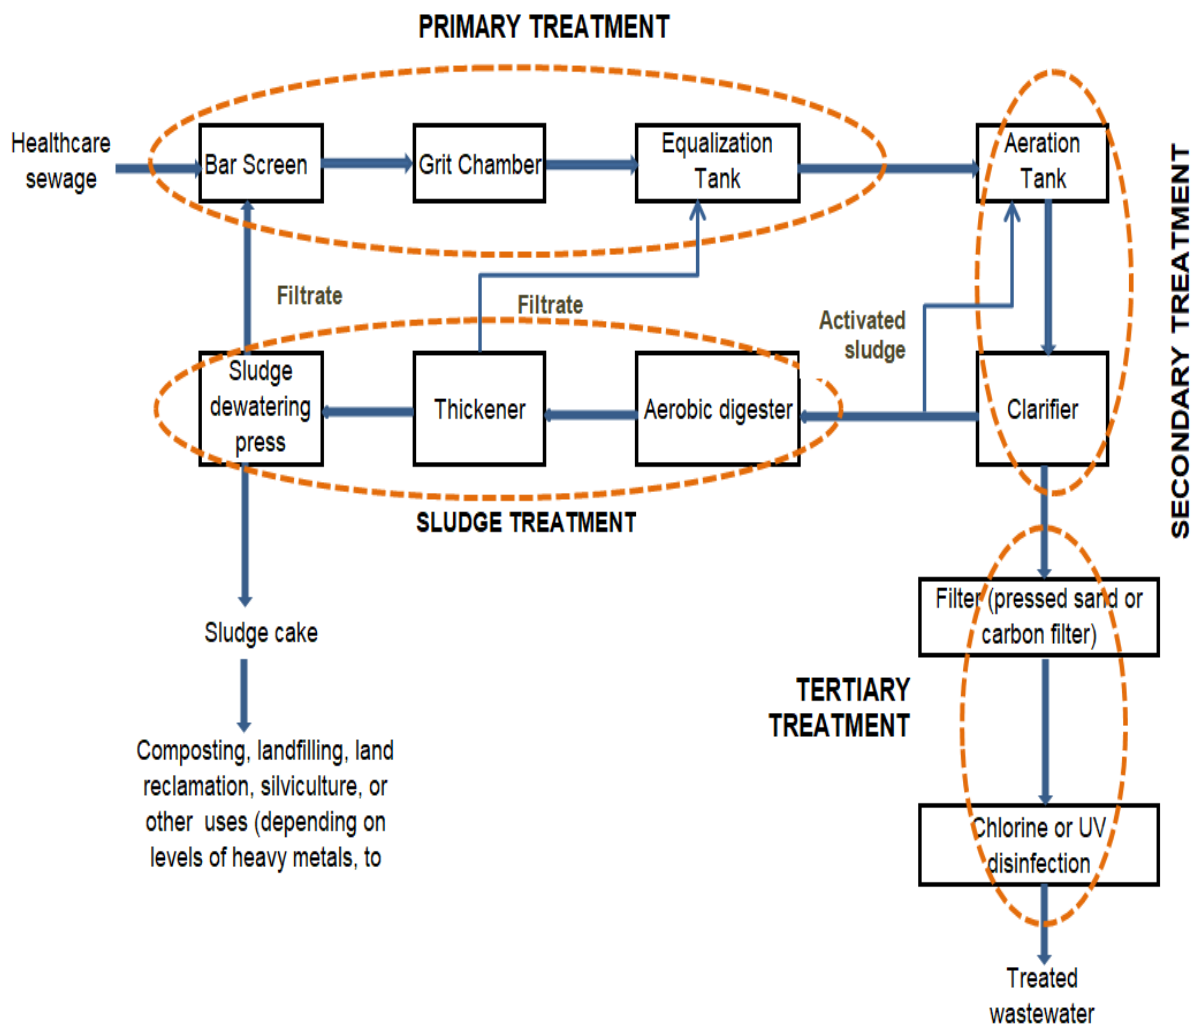 PRIMARY TREATMENT
Healthcare
sewage
Bar Screen
Grit Chamber
Equalization
Tank
Aeration
Tank
SECONDARY TREATMENT
Filtrate
Filtrate
Activated
sludge
Sludge
dewatering
press
Thickener
Aerobic digester
Clarifier
SLUDGE TREATMENT
Filter (pressed sand or
carbon filter)
Sludge cake
TERTIARY
TREATMENT
Composting, landfilling, land
reclamation, silviculture, or
other uses (depending on
levels of heavy metals, to
Chlorine or UV
disinfection
Treated
wastewater